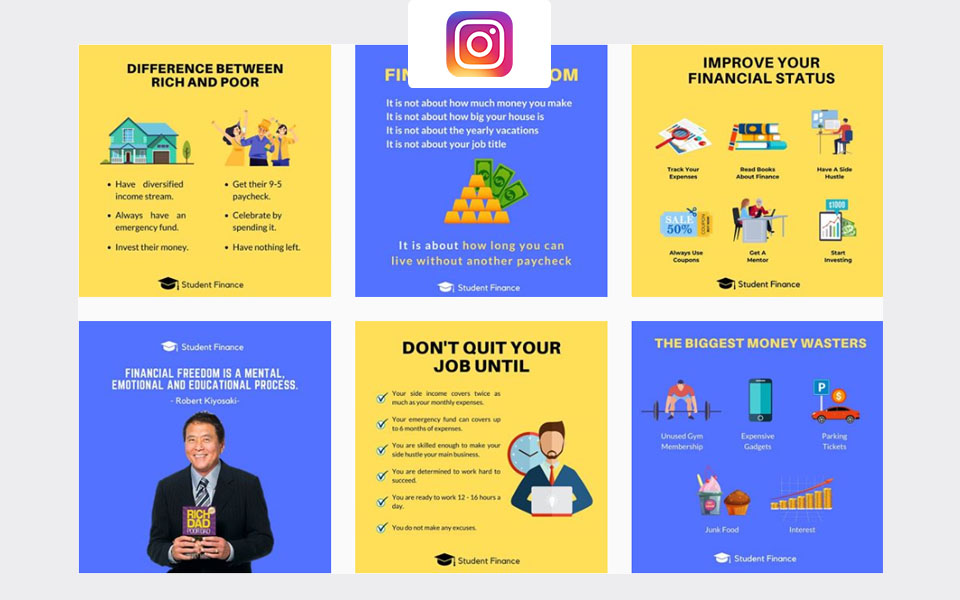 DIFFERENCE BETWEEN
RICH AND POOR
• Have diversified
income stream.
• Always have an
emergency fund.
• Invest their money.
• Get their 9-5
paycheck.
• Celebrate by
spending it.
• Have nothing left.
Student Finance
FIN
OM
It is not about how much money you make
It is not about how big your house is
It is not about the yearly vacations
It is not about your job title
It is about how long you can
live without another paycheck
Student Finance
IMPROVE YOUR
FINANCIAL STATUS
Track Your
Expenses
Read Books
About Finance
Have A Side
Hustle
SALE
50%
COUPON
Always Use
Coupons
Get A
Mentor
$1000
Start
Investing
Student Finance
Student Finance
FINANCIAL FREEDOM IS A MENTAL,
EMOTIONAL AND EDUCATIONAL PROCESS.
- Robert Kiyosaki-
RICH
DAD
POOR DAD
DON'T QUIT YOUR
JOB UNTIL
Your side income covers twice as
much as your monthly expenses.
Your emergency fund can covers up
to 6 months of expenses.
You are skilled enough to make your
side hustle your main business.
You are determined to work hard to
succeed.
You are ready to work 12 - 16 hours a
day.
You do not make any excuses.
Student Finance
THE BIGGEST MONEY WASTERS
Unused Gym
Membership
Expensive
Gadgets
P
$
Parking
Tickets
Junk Food
Interest
Student Finance